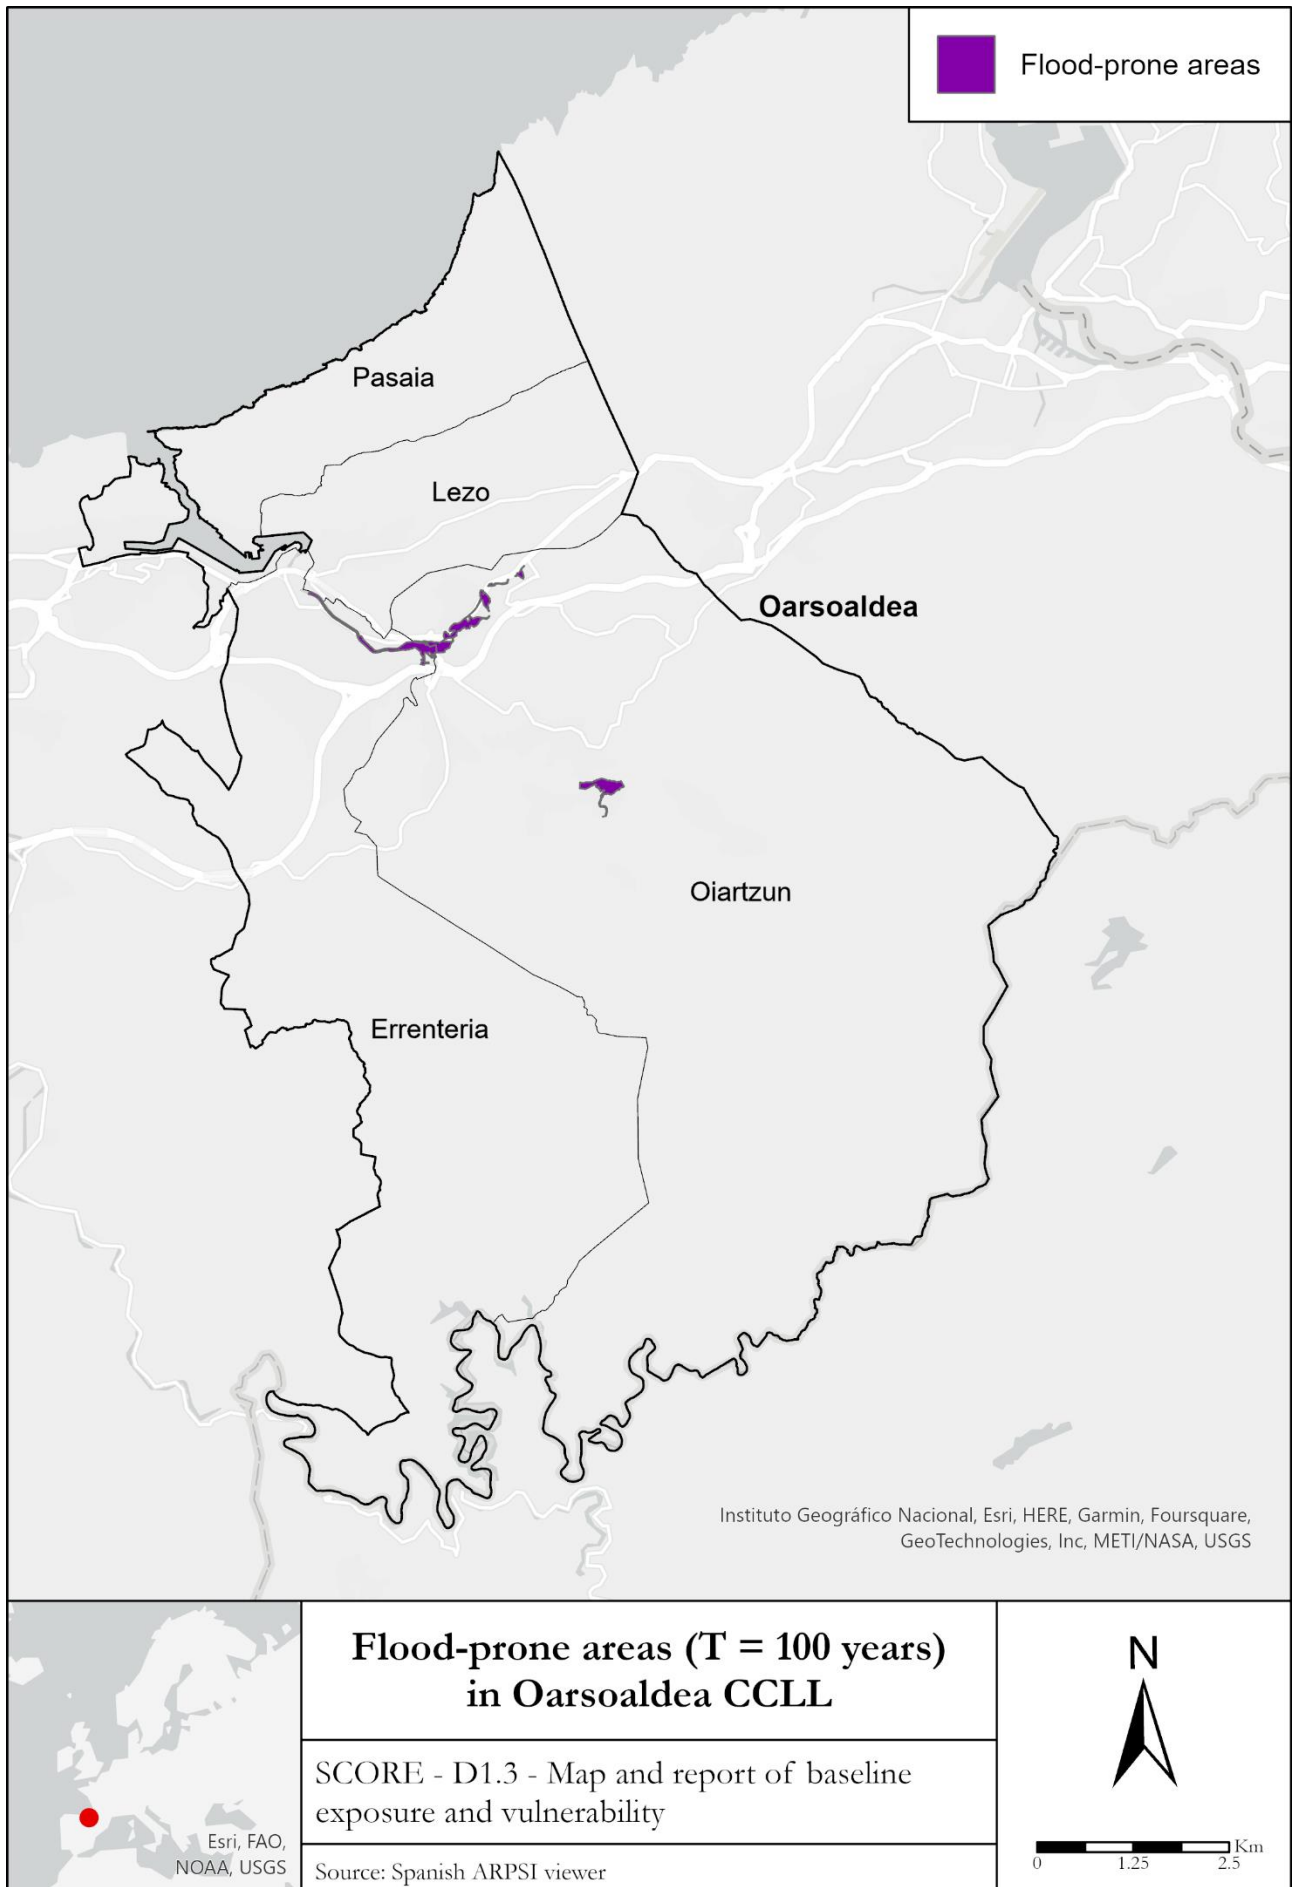 Flood-prone areas
Pasaia
Lezo
Oarsoaldea
Oiartzun
Errenteria
Instituto Geográfico Nacional, Esri, HERE, Garmin, Foursquare,
GeoTechnologies, Inc, METI/NASA, USGS
Esri, FAO,
NOAA, USGS
Flood-prone areas (T = 100 years)
in Oarsoaldea CCLL
SCORE - D1.3 - Map and report of baseline
exposure and vulnerability
Source: Spanish ARPSI viewer
N
Km
0 1.25 2.5